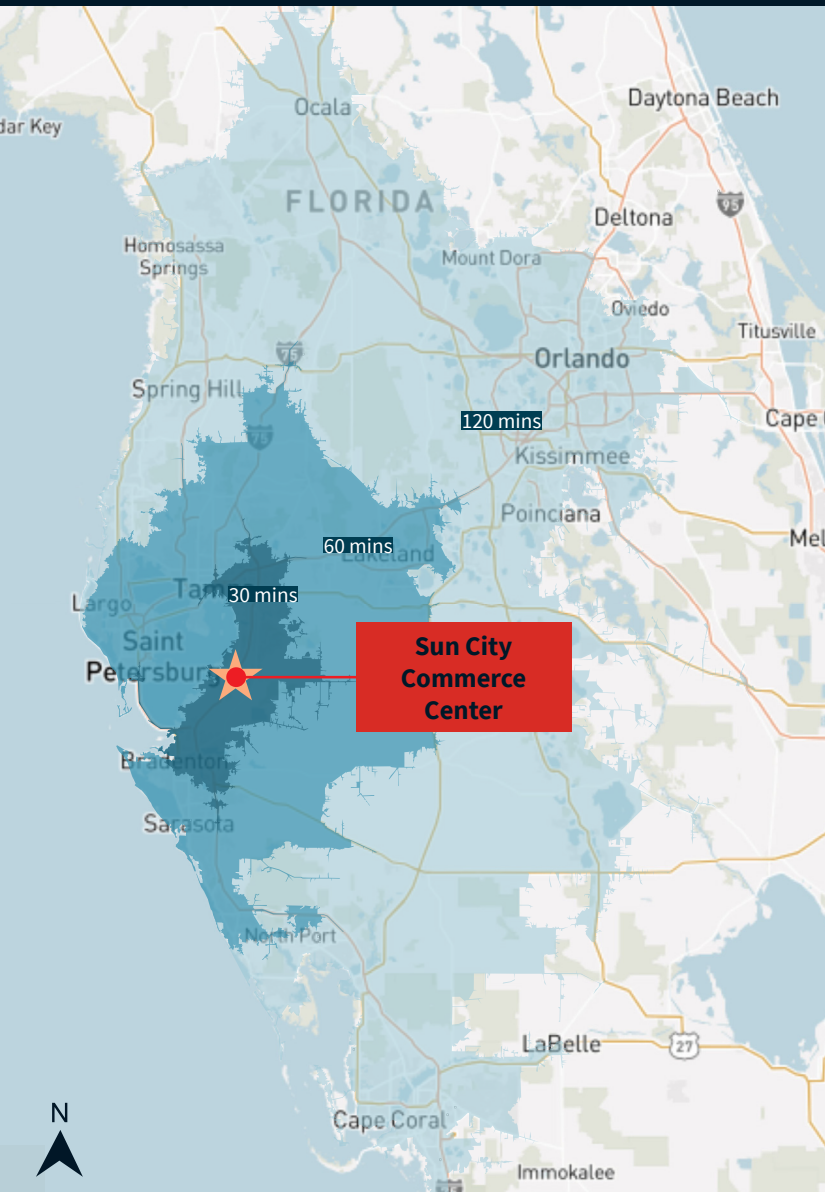 Ocala
Daytona Beach
dar Key
FLORIDA
95
Deltona
Homosassa
Springs
Mount Dora
Oviedo
Titusville
75
Orlando
Spring Hill
120 mins
Cape
75
Kissimmee
Poinciana
Mel
60 mins
Lakeland
Tam
30 mins
Largo
Saint
Petersburg
Sun City
Commerce
Center
Bradenton
Sarasota
North Port
LaBelle
27
N
Cape Coral
Immokalee